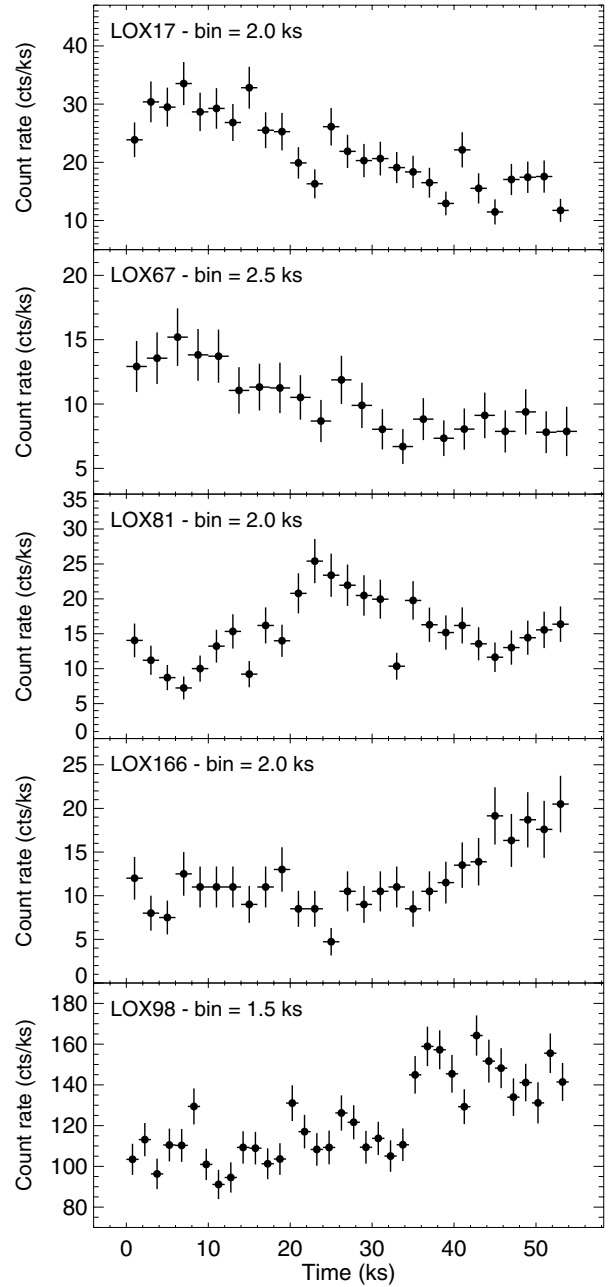 LOX17 - bin = 2.0 ks
Count rate (cts/ks)
40
30
20
10
LOX67 - bin = 2.5 ks
Count rate (cts/ks)
20
15
10
5
LOX81 - bin = 2.0 ks
Count rate (cts/ks)
35
30
25
20
15
10
5
0
LOX166 - bin = 2.0 ks
Count rate (cts/ks)
25
20
15
10
5
0
LOX98 - bin = 1.5 ks
Count rate (cts/ks)
180
160
140
120
100
80
0 10 20 30 40 50
Time (ks)